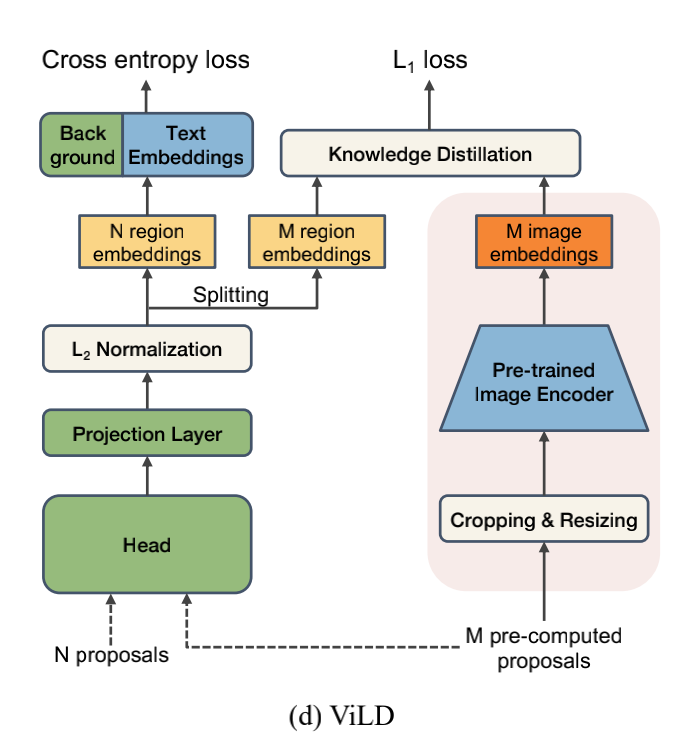 Cross entropy loss
L₁ loss
Back
ground
Text
Embeddings
Knowledge Distillation
N region
embeddings
M region
embeddings
M image
embeddings
Splitting
L₂ Normalization
Pre-trained
Image Encoder
Projection Layer
Head
Cropping & Resizing
N proposals
M pre-computed
proposals
(d) ViLD